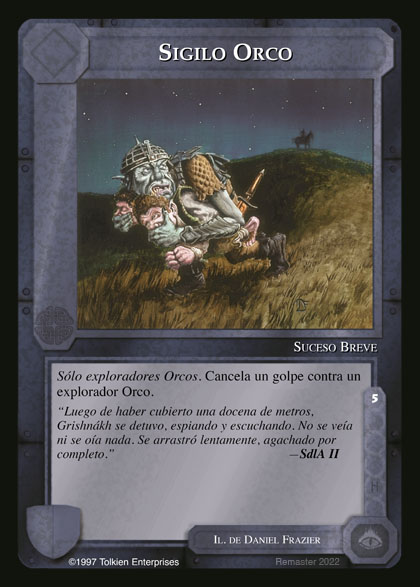 SIGILO ORCO
SUCESO BREVE
Sólo exploradores Orcos. Cancela un golpe contra un
explorador Orco.
5
“Luego de haber cubierto una docena de metros,
Grishnákh se detuvo, espiando y escuchando. No se veía
ni se oía nada. Se arrastró lentamente, agachado por
completo.” —SdlA II
H
IL. DE DANIEL FRAZIER
©1997 Tolkien Enterprises Remaster 2022